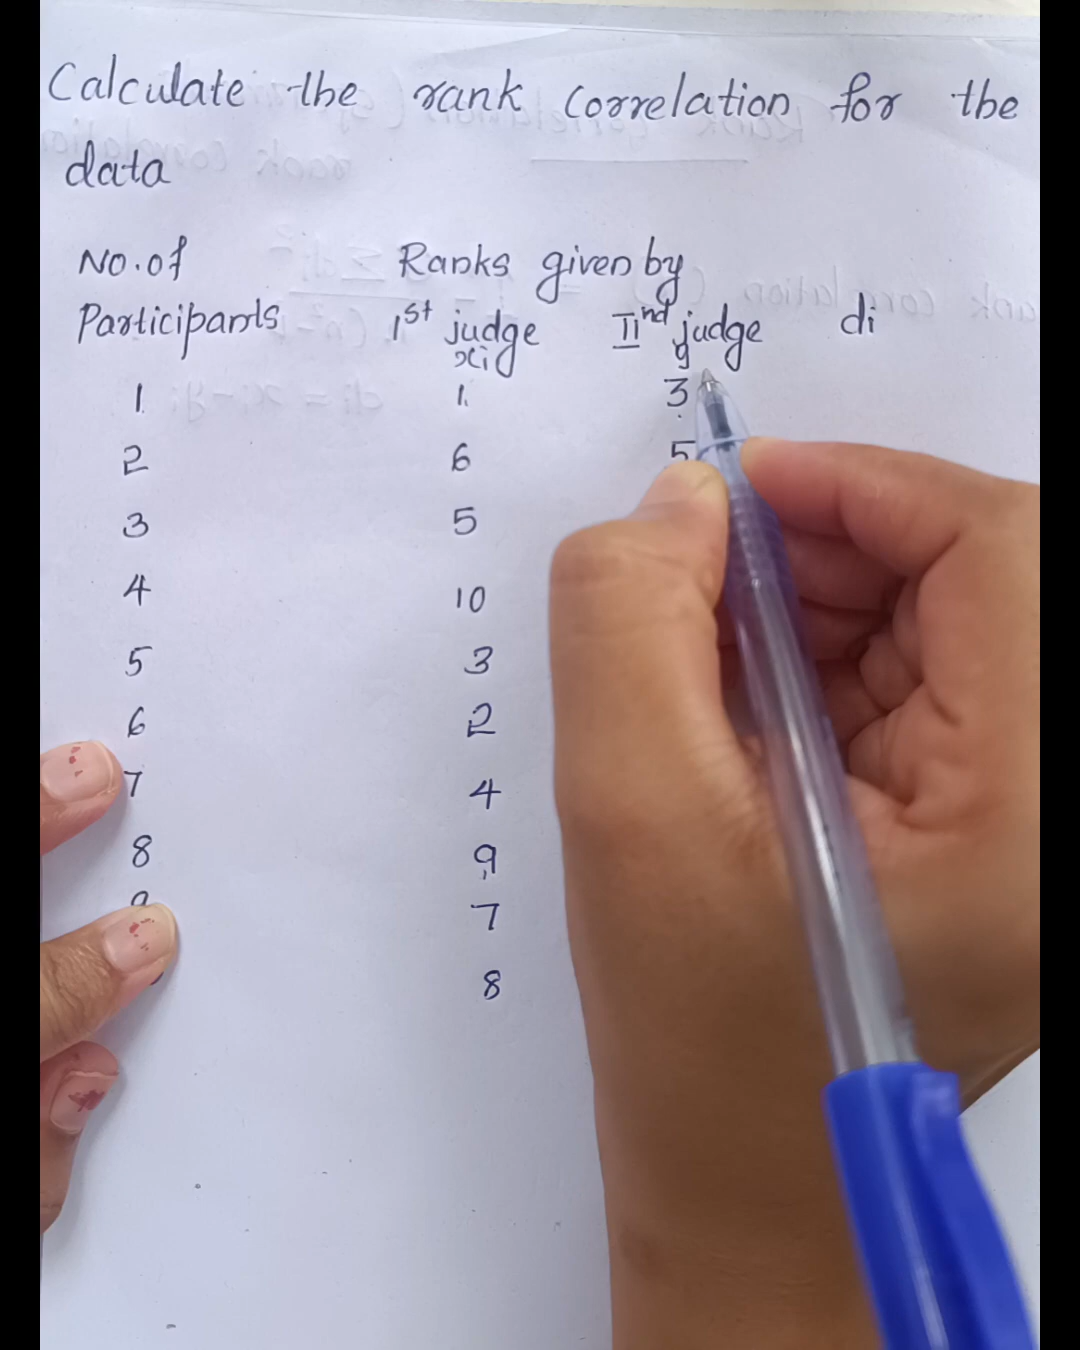 Calculate the rank correlation for the
data
No. of Ranks given by
Participants 1st judge IInd judge di
xi y
1 1 3
2 6 5
3 5
4 10
5 3
6 2
7 4
8 9
9 7
8